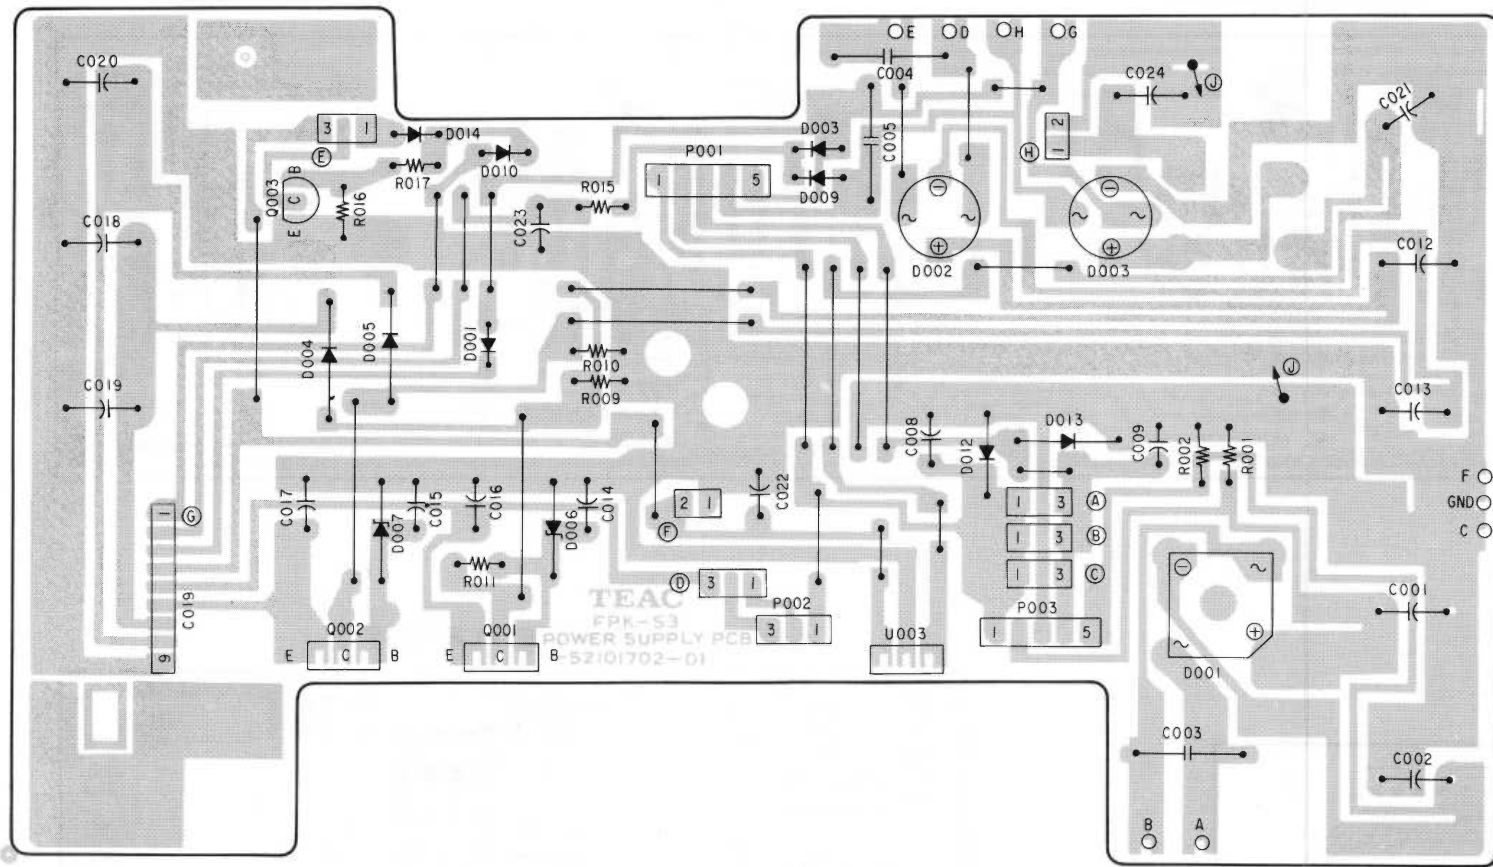 E D H G
C020
C004
C024
J
C021
3 1
D014
D003
C005
2
1
H
E
B
Q003
C
E
R017
D010
P001
1 5
R016
R015
D009
C018
C023
D002
D003
C012
D004
D005
D001
R010
R009
J
C019
C013
C008
D012
D013
C009
R002
R001
F
GND
C
1
G
C017
D007
C015
C016
D006
C014
2 1
F
C022
1 3 A
1 3 B
1 3 C
R011
D
3 1
TEAC
FPK-S3
POWER SUPPLY PCB
52101702-01
C019
9
Q002
E C B
Q001
E C B
P002
3 1
U003
P003
1 5
D001
C001
C003
C002
B A